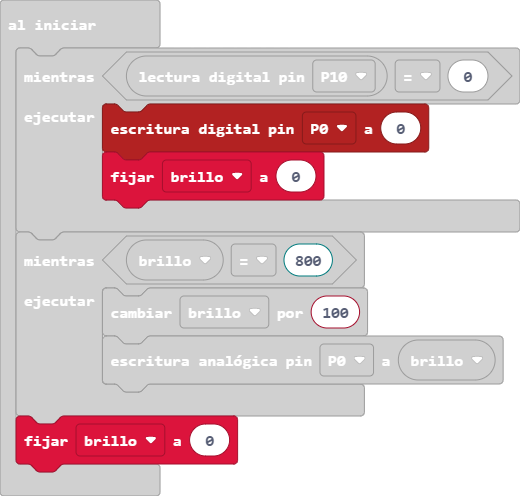 al iniciar
mientras lectura digital pin P10 = 0
ejecutar
escritura digital pin P0 a 0
fijar brillo a 0
mientras brillo = 800
ejecutar
cambiar brillo por 100
escritura analógica pin P0 a brillo
fijar brillo a 0